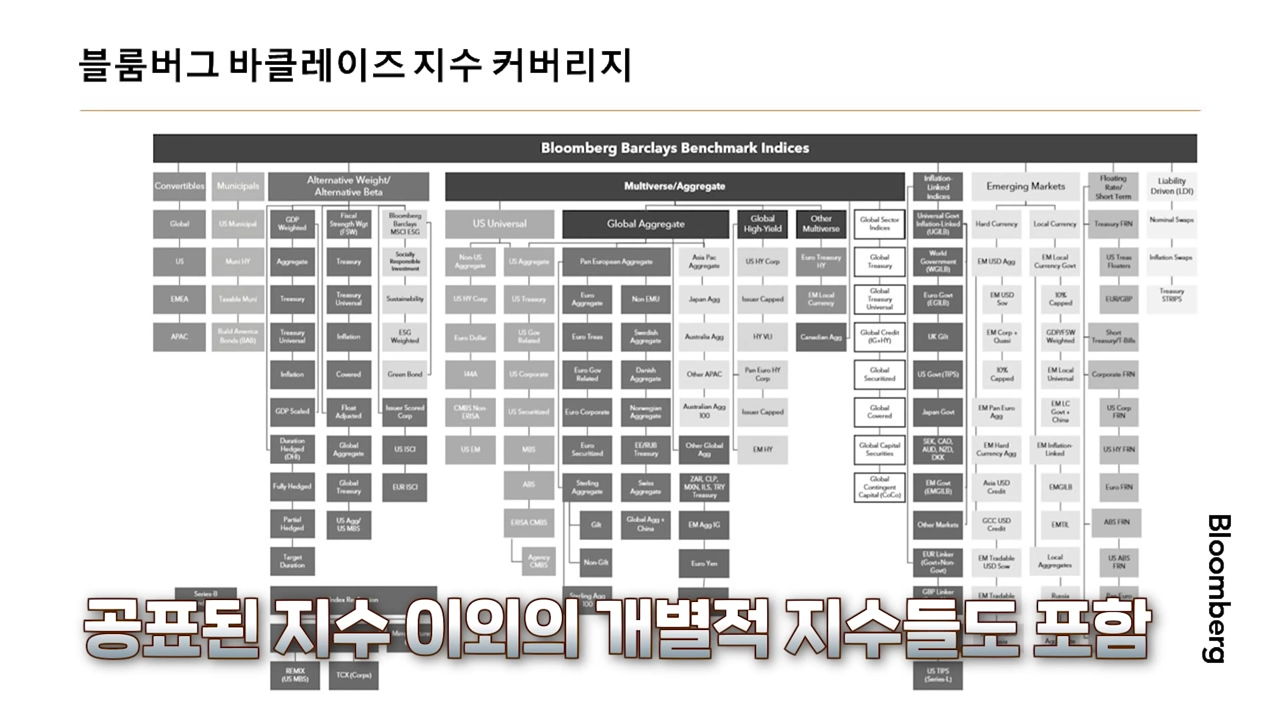 블룸버그 바클레이즈 지수 커버리지
Bloomberg Barclays Benchmark Indices
Convertibles
Global
US
EMEA
APAC
Municipals
US Municipal
Muni HY
Taxable Muni
Build America
Bonds (BAB)
Alternative Weight/
Alternative Beta
GDP
Weighted
Aggregate
Treasury
Treasury
Universal
Inflation
GDP Scaled
Duration
Hedged
(DHI)
Fully Hedged
Partial
Hedged
Target
Duration
Fiscal
Strength Wgt
(FSW)
Treasury
Treasury
Universal
Inflation
Covered
Float
Adjusted
Global
Aggregate
Global
Treasury
US Agg/
US MBS
Bloomberg
Barclays
MSCI ESG
Socially
Responsible
Investment
Sustainability
ESG
Weighted
Green Bond
Issuer Scored
Corp
US ISCI
EUR ISCI
Multiverse/Aggregate
US Universal
Non-US
Aggregate
US HY Corp
Euro Dollar
144A
CMBS Non-
ERISA
US EM
US Aggregate
US Treasury
US Gov
Related
US Corporate
US Securitized
MBS
ABS
ERISA CMBS
Agency
CMBS
Global Aggregate
Pan European Aggregate
Euro
Aggregate
Euro Treas
Euro Gov
Related
Euro Corporate
Euro
Securitized
Sterling
Aggregate
Gilt
Non-Gilt
Sterling Agg
100
Non EMU
Swedish
Aggregate
Danish
Aggregate
Norwegian
Aggregate
EE/RUB
Treasury
Swiss
Aggregate
Global Agg +
China
Asia Pac
Aggregate
Japan Agg
Australia Agg
Other APAC
Australian Agg
100
Other Global
Agg
ZAR, CLP,
MXN, ILS, TRY
Treasury
EM Agg IG
Euro Yen
Global
High-Yield
US HY Corp
Issuer Capped
HY VLI
Pan Euro HY
Corp
Issuer Capped
EM HY
Other
Multiverse
Euro Treasury
HY
EM Local
Currency
Canadian Agg
Global Sector
Indices
Global
Treasury
Global
Treasury
Universal
Global Credit
(IG+HY)
Global
Securitized
Global
Covered
Global Capital
Securities
Global
Contingent
Capital (CoCo)
Inflation-
Linked
Indices
Universal Govt
Inflation-Linked
(UGILB)
World
Government
(WGILB)
Euro Govt
(EGILB)
UK Gilt
US Govt (TIPS)
Japan Govt
SEK, CAD,
AUD, NZD,
DKK
EM Govt
(EMGILB)
Other Markets
EUR Linker
(Govt+Non-
Govt)
GBP Linker
US TIPS
(Series-L)
Emerging Markets
Hard Currency
EM USD Agg
EM USD
Sov
EM Corp +
Quasi
10%
Capped
EM Pan Euro
Agg
EM Hard
Currency Agg
Asia USD
Credit
GCC USD
Credit
EM Tradable
USD Sov
EM Tradable
Local Currency
EM Local
Currency Govt
10%
Capped
GDP/FSW
Weighted
EM Local
Universal
EM LC
Govt +
China
EM Inflation-
Linked
EMGILB
EMTIL
Local
Aggregates
Russia
Floating
Rate/
Short Term
Treasury FRN
US Treas
Floaters
EUR/GBP
Short
Treasury/T-Bills
Corporate FRN
US Corp
FRN
US HY FRN
Euro FRN
ABS FRN
US ABS
FRN
Pan Euro
Liability
Driven (LDI)
Nominal Swaps
Inflation Swaps
Treasury
STRIPS
Series-B
REMIX
(US MBS)
TCX (Corps)
공표된 지수 이외의 개별적 지수들도 포함
Bloomberg